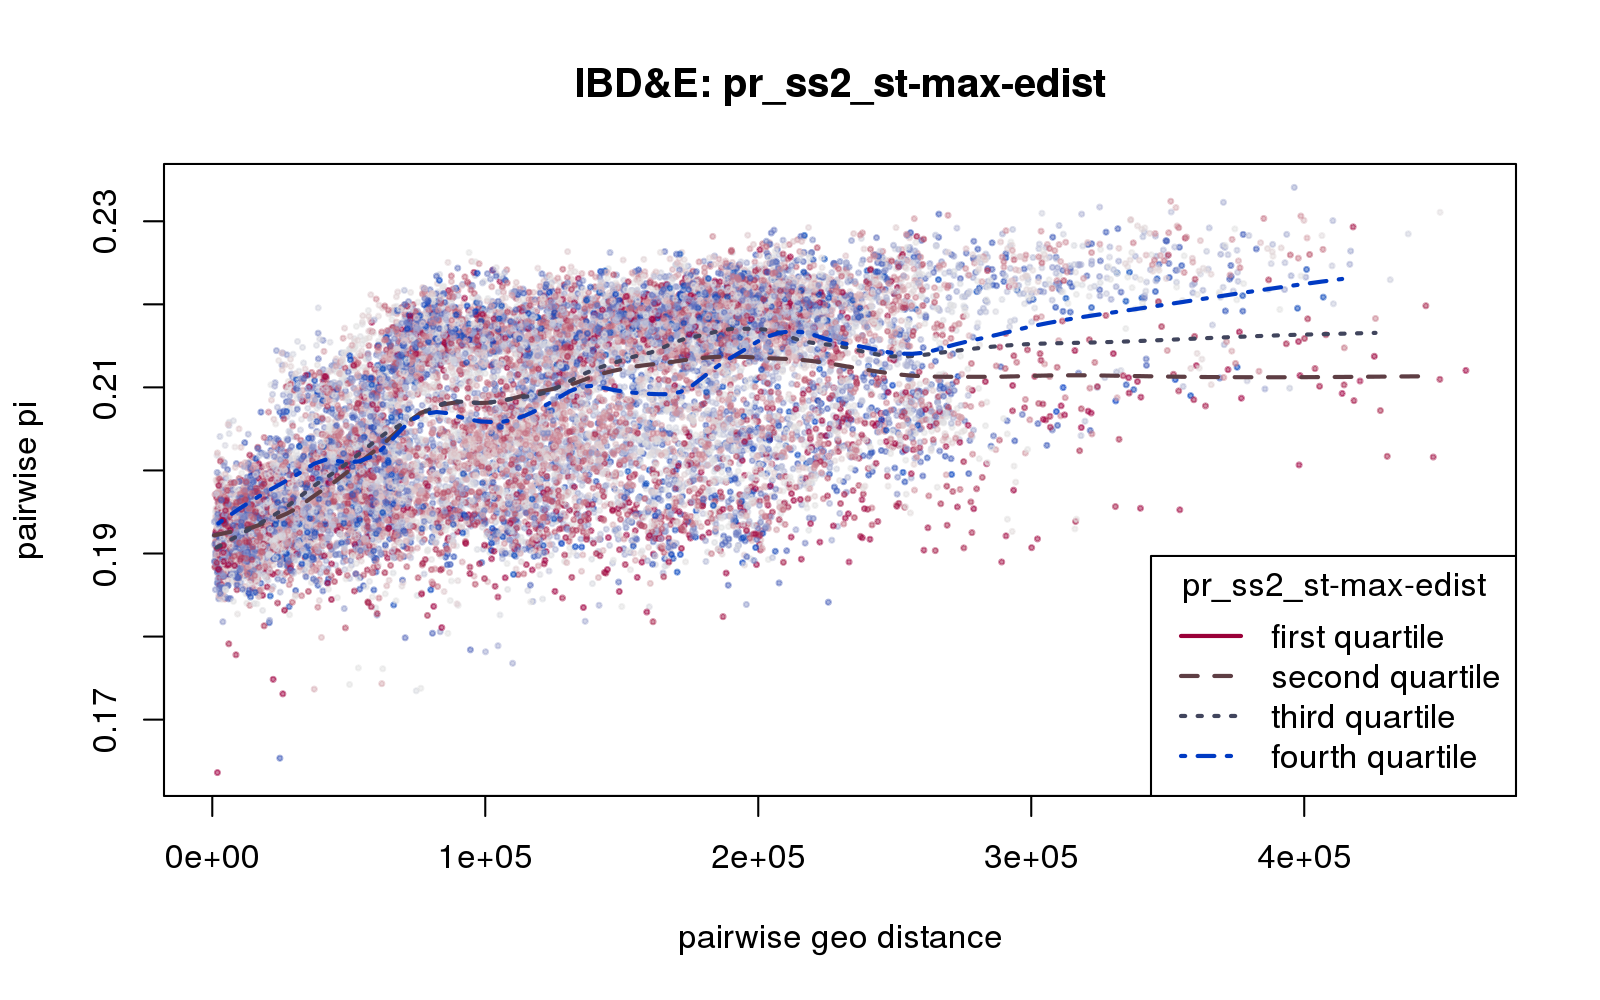 IBD&E: pr_ss2_st-max-edist
pairwise pi
0.23
0.21
0.19
0.17
pr_ss2_st-max-edist
first quartile
second quartile
third quartile
fourth quartile
0e+00 1e+05 2e+05 3e+05 4e+05
pairwise geo distance